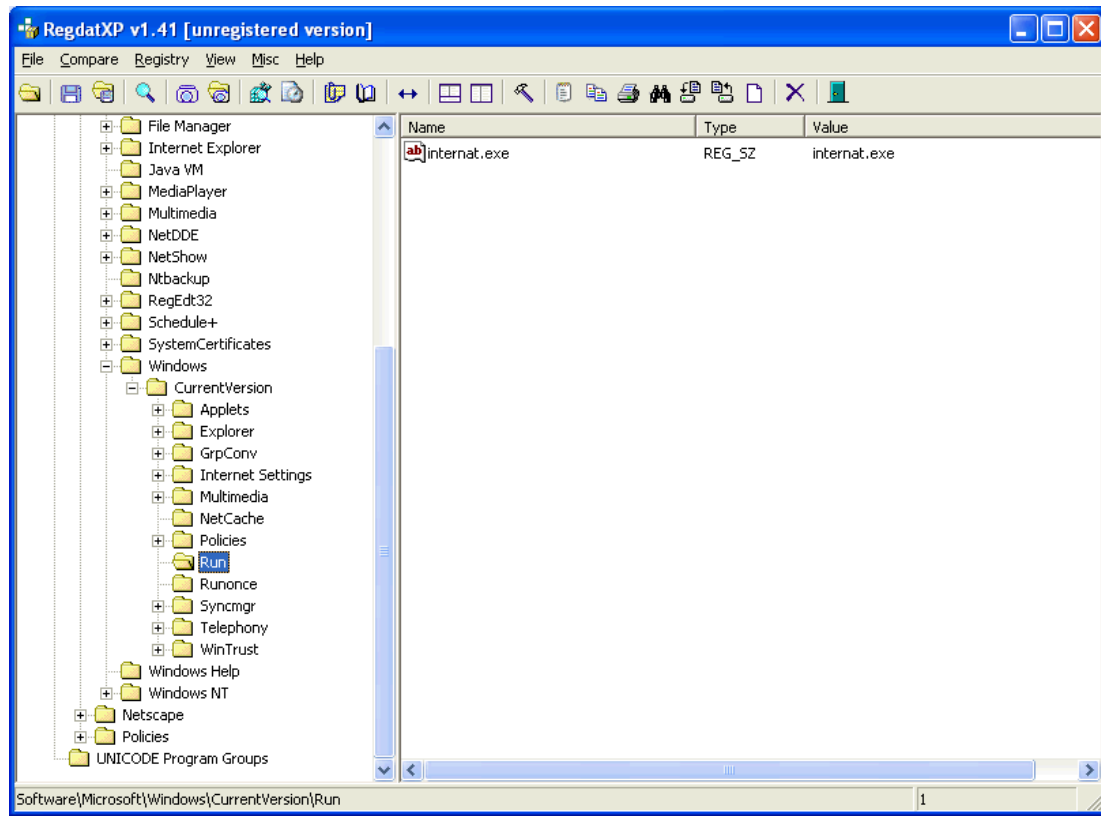 RegdatXP v1.41 [unregistered version]
File Compare Registry View Misc Help
File Manager
Internet Explorer
Java VM
MediaPlayer
Multimedia
NetDDE
NetShow
Ntbackup
RegEdt32
Schedule+
SystemCertificates
Windows
CurrentVersion
Applets
Explorer
GrpConv
Internet Settings
Multimedia
NetCache
Policies
Run
Runonce
Syncmgr
Telephony
WinTrust
Windows Help
Windows NT
Netscape
Policies
UNICODE Program Groups
Name Type Value
ab internat.exe REG_SZ internat.exe
Software\Microsoft\Windows\CurrentVersion\Run 1